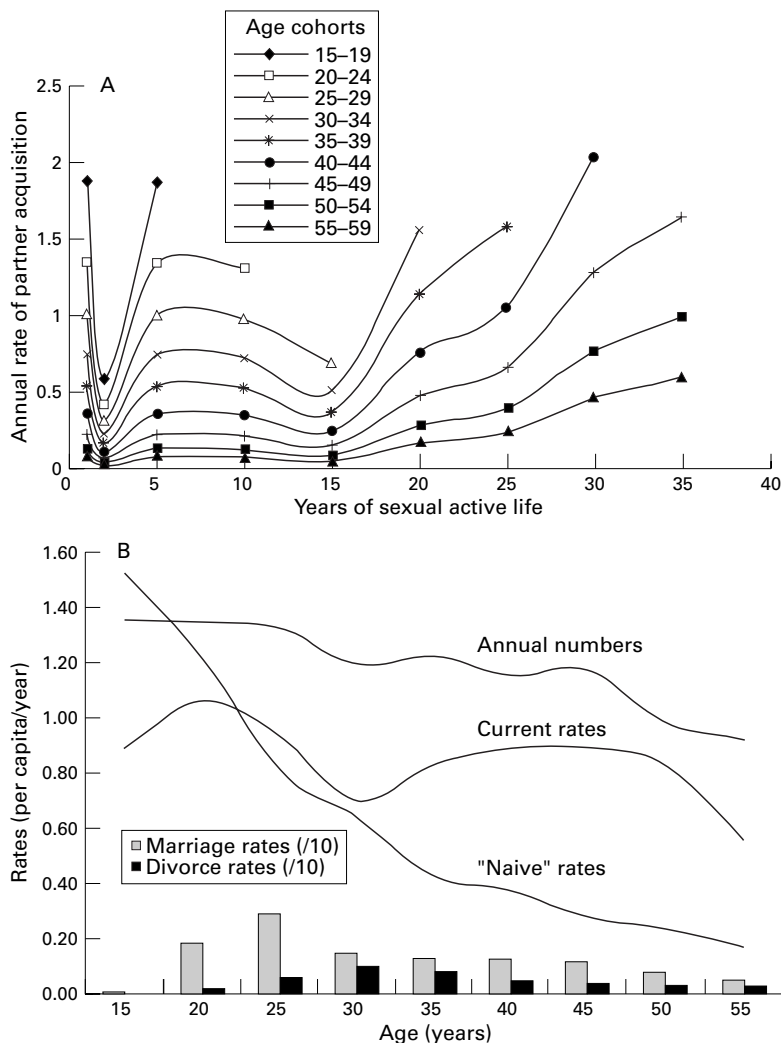 Age cohorts
15–19
20–24
25–29
30–34
35–39
40–44
45–49
50–54
55–59
A
2.5
2
1.5
1
0.5
0
Annual rate of partner acquisition
0 5 10 15 20 25 30 35 40
Years of sexual active life
B
1.60
1.40
1.20
1.00
0.80
0.60
0.40
0.20
0.00
Rates (per capita/year)
Annual numbers
Current rates
"Naive" rates
Marriage rates (/10)
Divorce rates (/10)
15 20 25 30 35 40 45 50 55
Age (years)